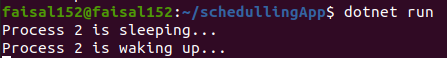 faisal152@faisal152:~/schedullingApp$ dotnet run
Process 2 is sleeping...
Process 2 is waking up...